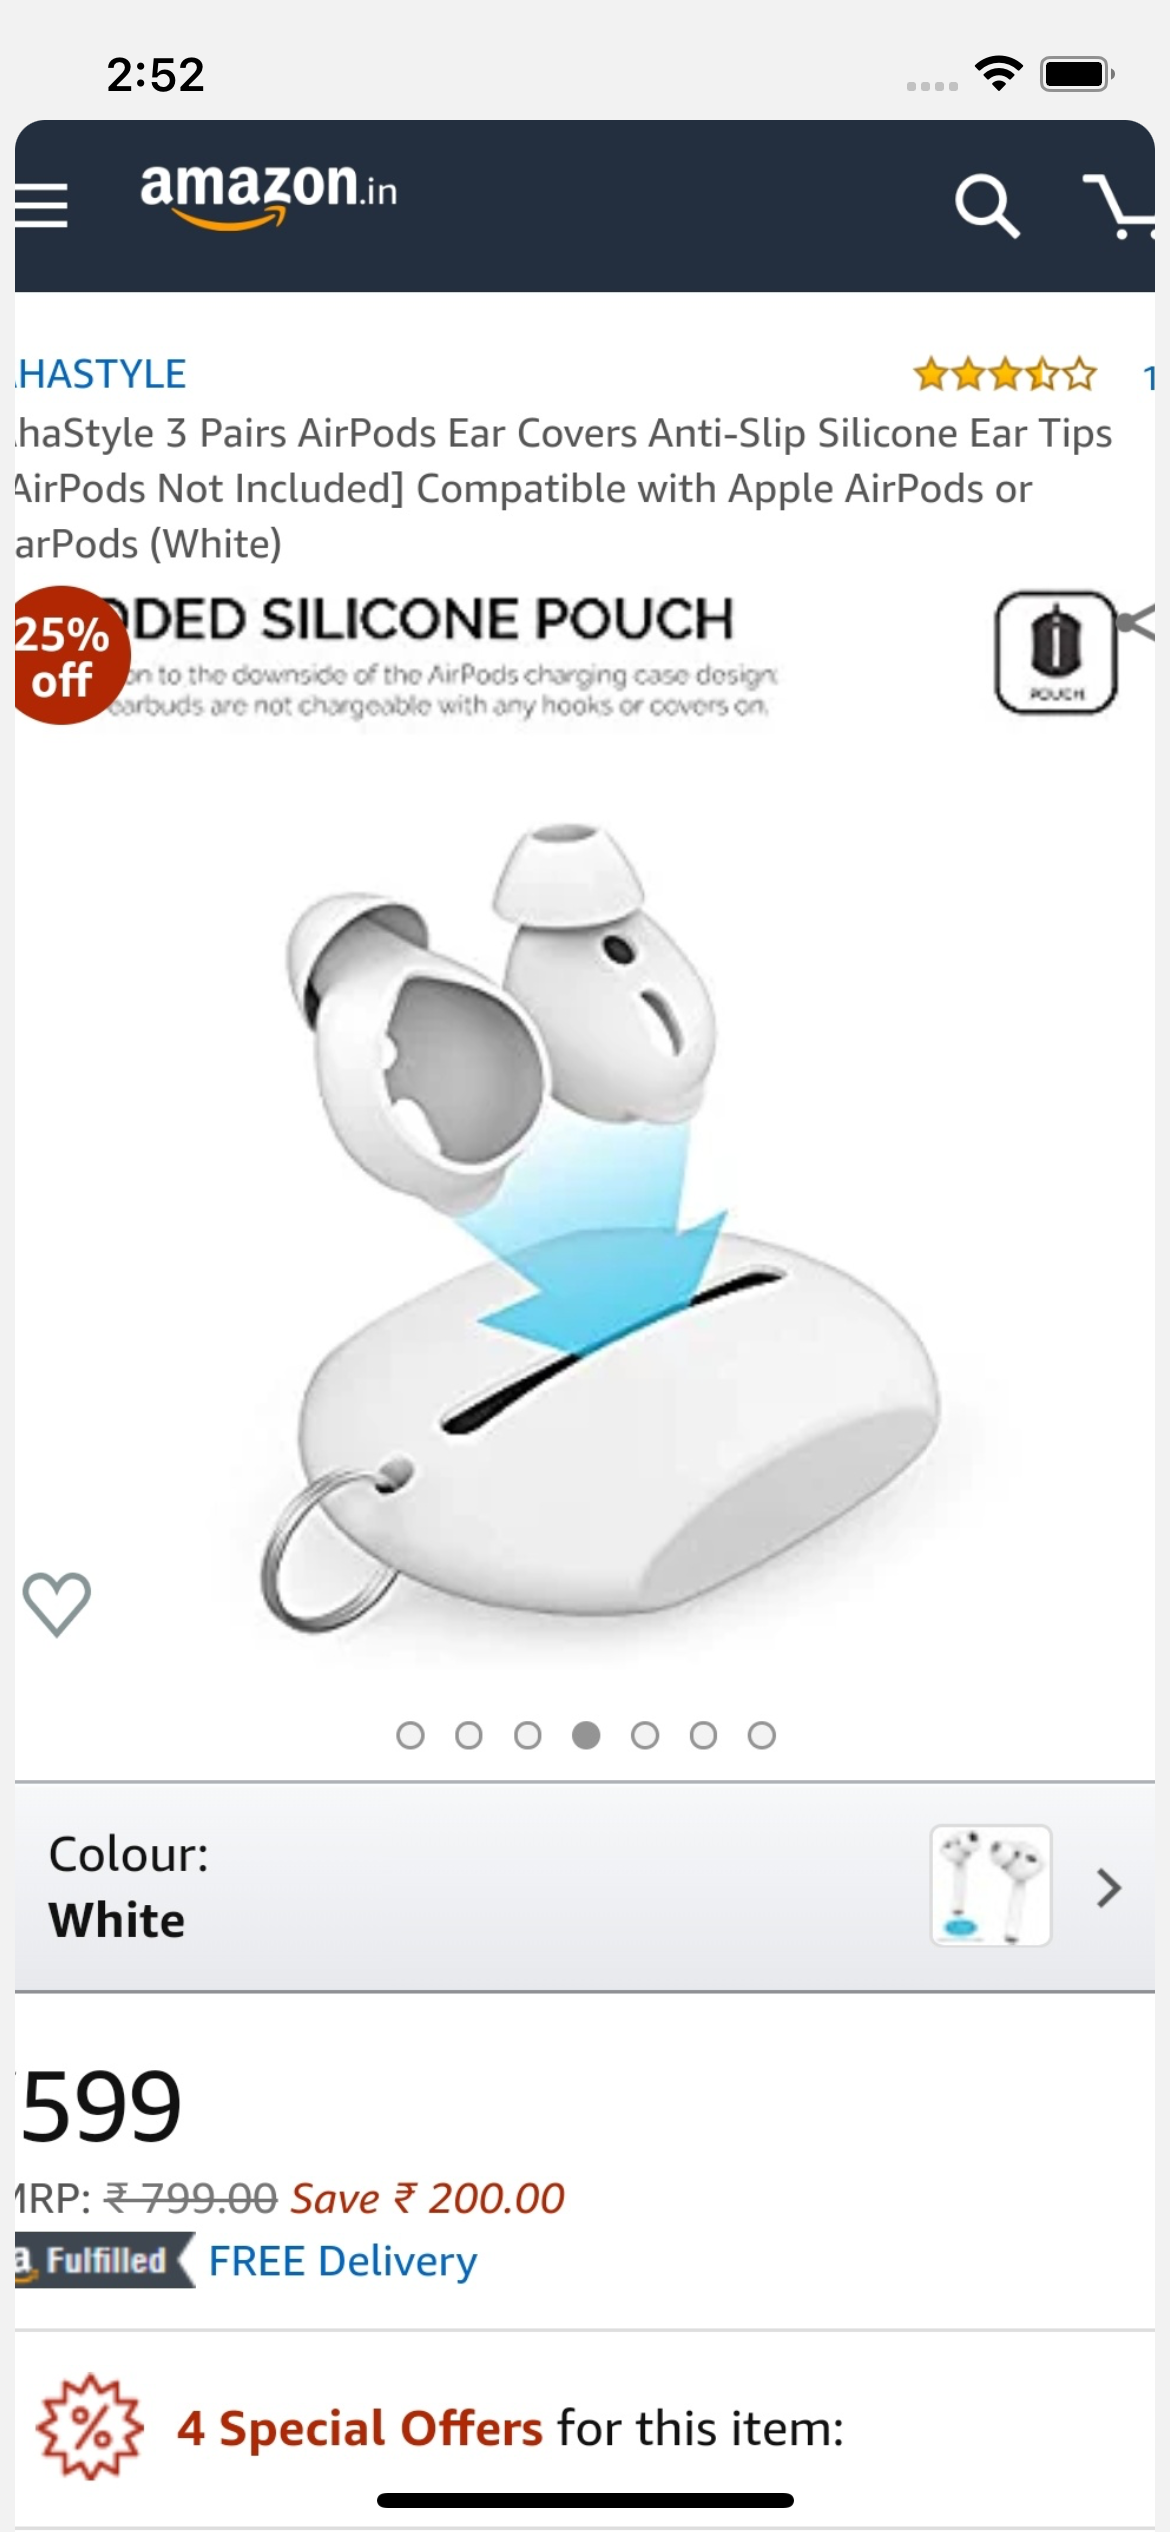 2:52
amazon.in
HASTYLE
1
haStyle 3 Pairs AirPods Ear Covers Anti-Slip Silicone Ear Tips
AirPods Not Included] Compatible with Apple AirPods or
arPods (White)
25%
off
DED SILICONE POUCH
on to the downside of the AirPods charging case design:
earbuds are not chargeable with any hooks or covers on.
POUCH
Colour:
White
599
MRP: ₹ 799.00 Save ₹ 200.00
a Fulfilled FREE Delivery
% 4 Special Offers for this item: